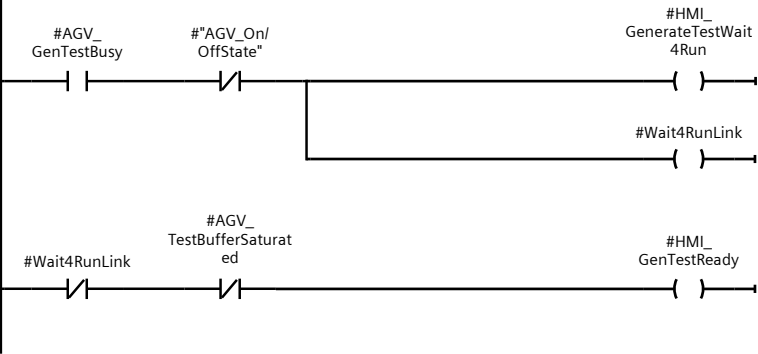 #AGV_
GenTestBusy
#"AGV_On/
OffState"
#HMI_
GenerateTestWait
4Run
#Wait4RunLink
#Wait4RunLink
#AGV_
TestBufferSaturat
ed
#HMI_
GenTestReady